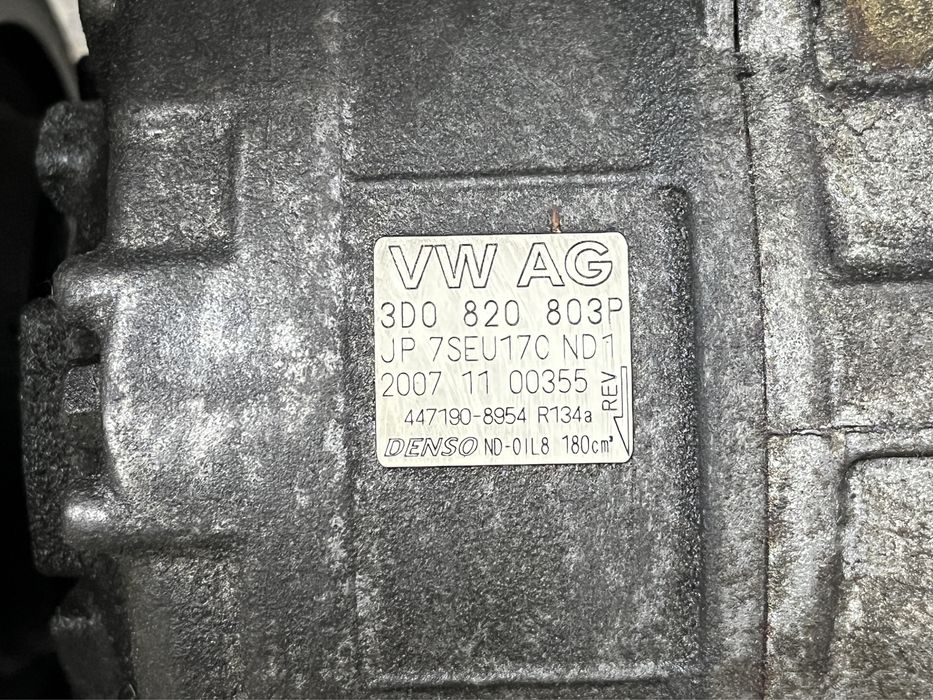 VW AG
3D0 820 803P
JP 7SEU17C ND1
2007 11 00355
REV
447190-8954 R134a
DENSO ND-OIL8 180cm³